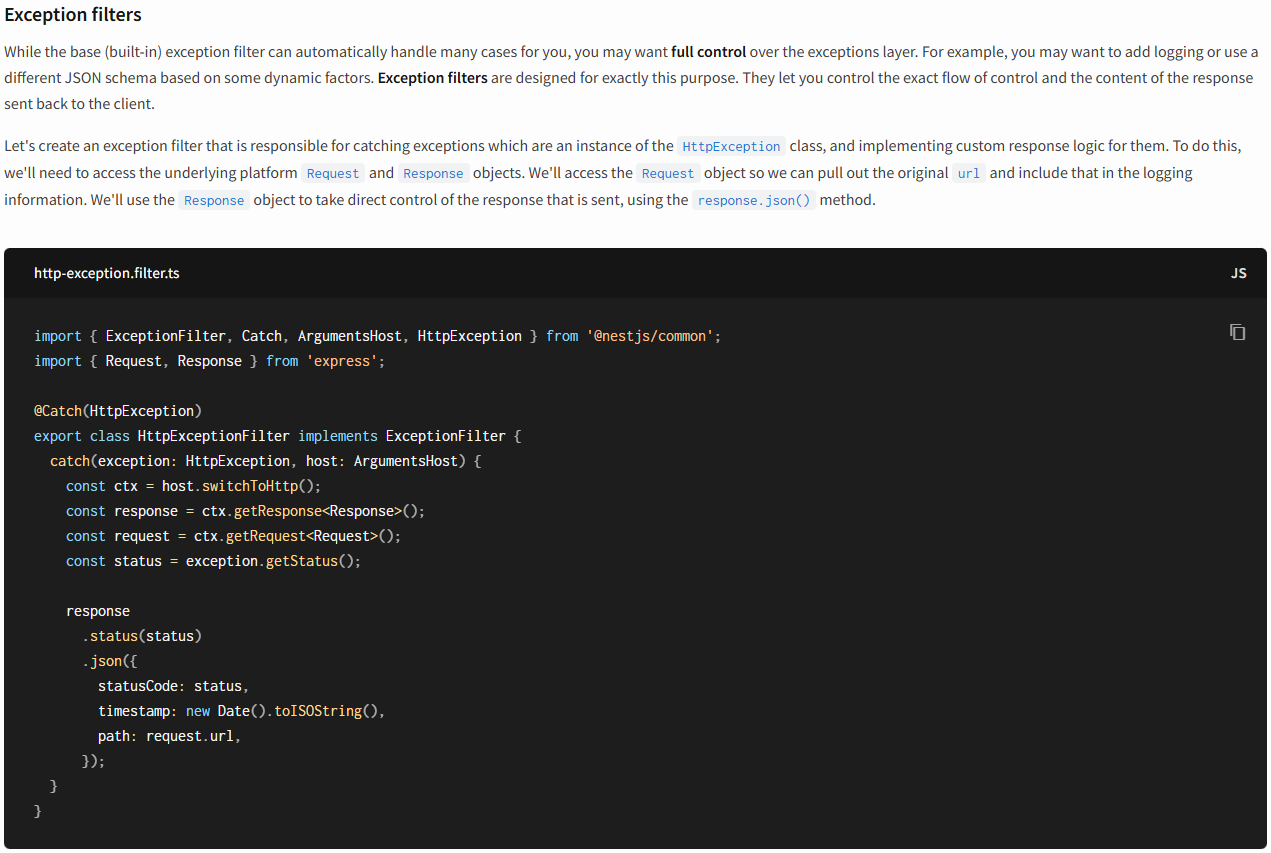 Exception filters
While the base (built-in) exception filter can automatically handle many cases for you, you may want full control over the exceptions layer. For example, you may want to add logging or use a
different JSON schema based on some dynamic factors. Exception filters are designed for exactly this purpose. They let you control the exact flow of control and the content of the response
sent back to the client.
Let's create an exception filter that is responsible for catching exceptions which are an instance of the HttpException class, and implementing custom response logic for them. To do this,
we'll need to access the underlying platform Request and Response objects. We'll access the Request object so we can pull out the original url and include that in the logging
information. We'll use the Response object to take direct control of the response that is sent, using the response.json() method.
http-exception.filter.ts JS
import { ExceptionFilter, Catch, ArgumentsHost, HttpException } from '@nestjs/common';
import { Request, Response } from 'express';

@Catch(HttpException)
export class HttpExceptionFilter implements ExceptionFilter {
  catch(exception: HttpException, host: ArgumentsHost) {
    const ctx = host.switchToHttp();
    const response = ctx.getResponse<Response>();
    const request = ctx.getRequest<Request>();
    const status = exception.getStatus();

    response
      .status(status)
      .json({
        statusCode: status,
        timestamp: new Date().toISOString(),
        path: request.url,
      });
  }
}